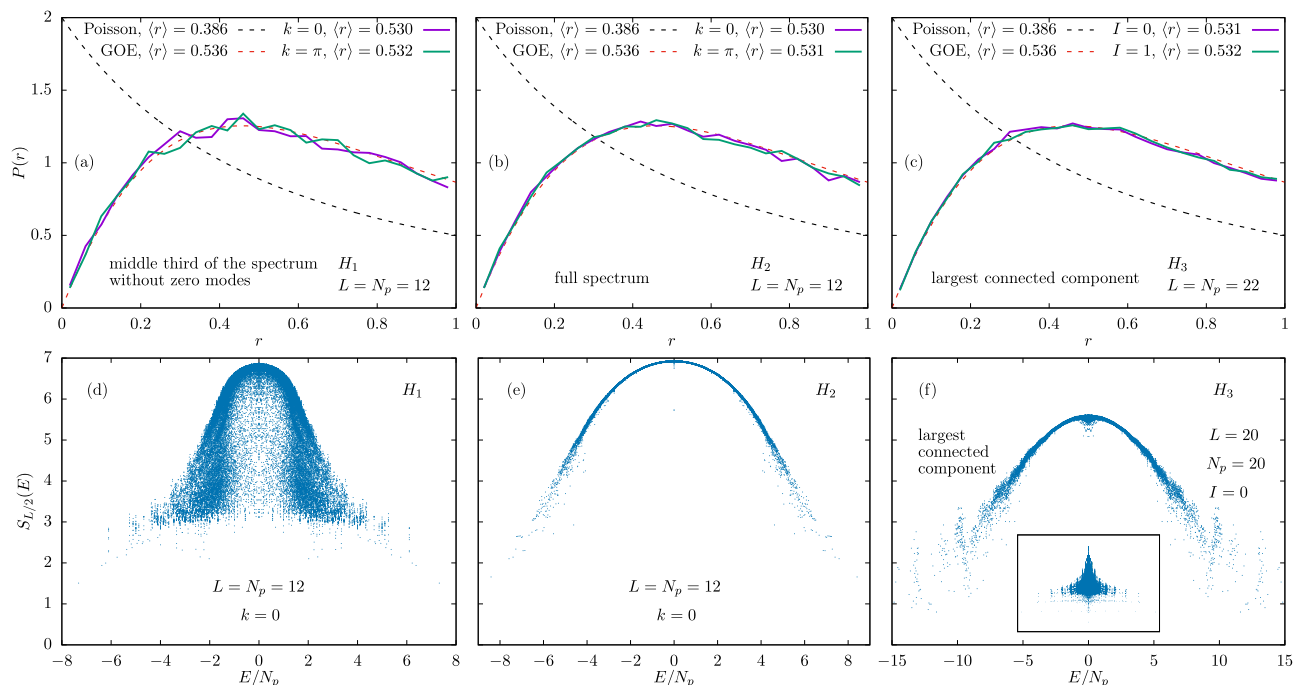 Poisson, ⟨r⟩ = 0.386
k = 0, ⟨r⟩ = 0.530
GOE, ⟨r⟩ = 0.536
k = π, ⟨r⟩ = 0.532
(a)
middle third of the spectrum
without zero modes
H₁
L = Nₚ = 12
P(r)
0
0.5
1
1.5
2
0
0.2
0.4
0.6
0.8
1
r
Poisson, ⟨r⟩ = 0.386
k = 0, ⟨r⟩ = 0.530
GOE, ⟨r⟩ = 0.536
k = π, ⟨r⟩ = 0.531
(b)
full spectrum
H₂
L = Nₚ = 12
0
0.2
0.4
0.6
0.8
1
r
Poisson, ⟨r⟩ = 0.386
I = 0, ⟨r⟩ = 0.531
GOE, ⟨r⟩ = 0.536
I = 1, ⟨r⟩ = 0.532
(c)
largest connected component
H₃
L = Nₚ = 22
0
0.2
0.4
0.6
0.8
1
r
(d)
H₁
L = Nₚ = 12
k = 0
S_{L/2}(E)
0
1
2
3
4
5
6
7
−8
−6
−4
−2
0
2
4
6
8
E/Nₚ
(e)
H₂
L = Nₚ = 12
k = 0
−8
−6
−4
−2
0
2
4
6
8
E/Nₚ
(f)
H₃
largest
connected
component
L = 20
Nₚ = 20
I = 0
−15
−10
−5
0
5
10
15
E/Nₚ